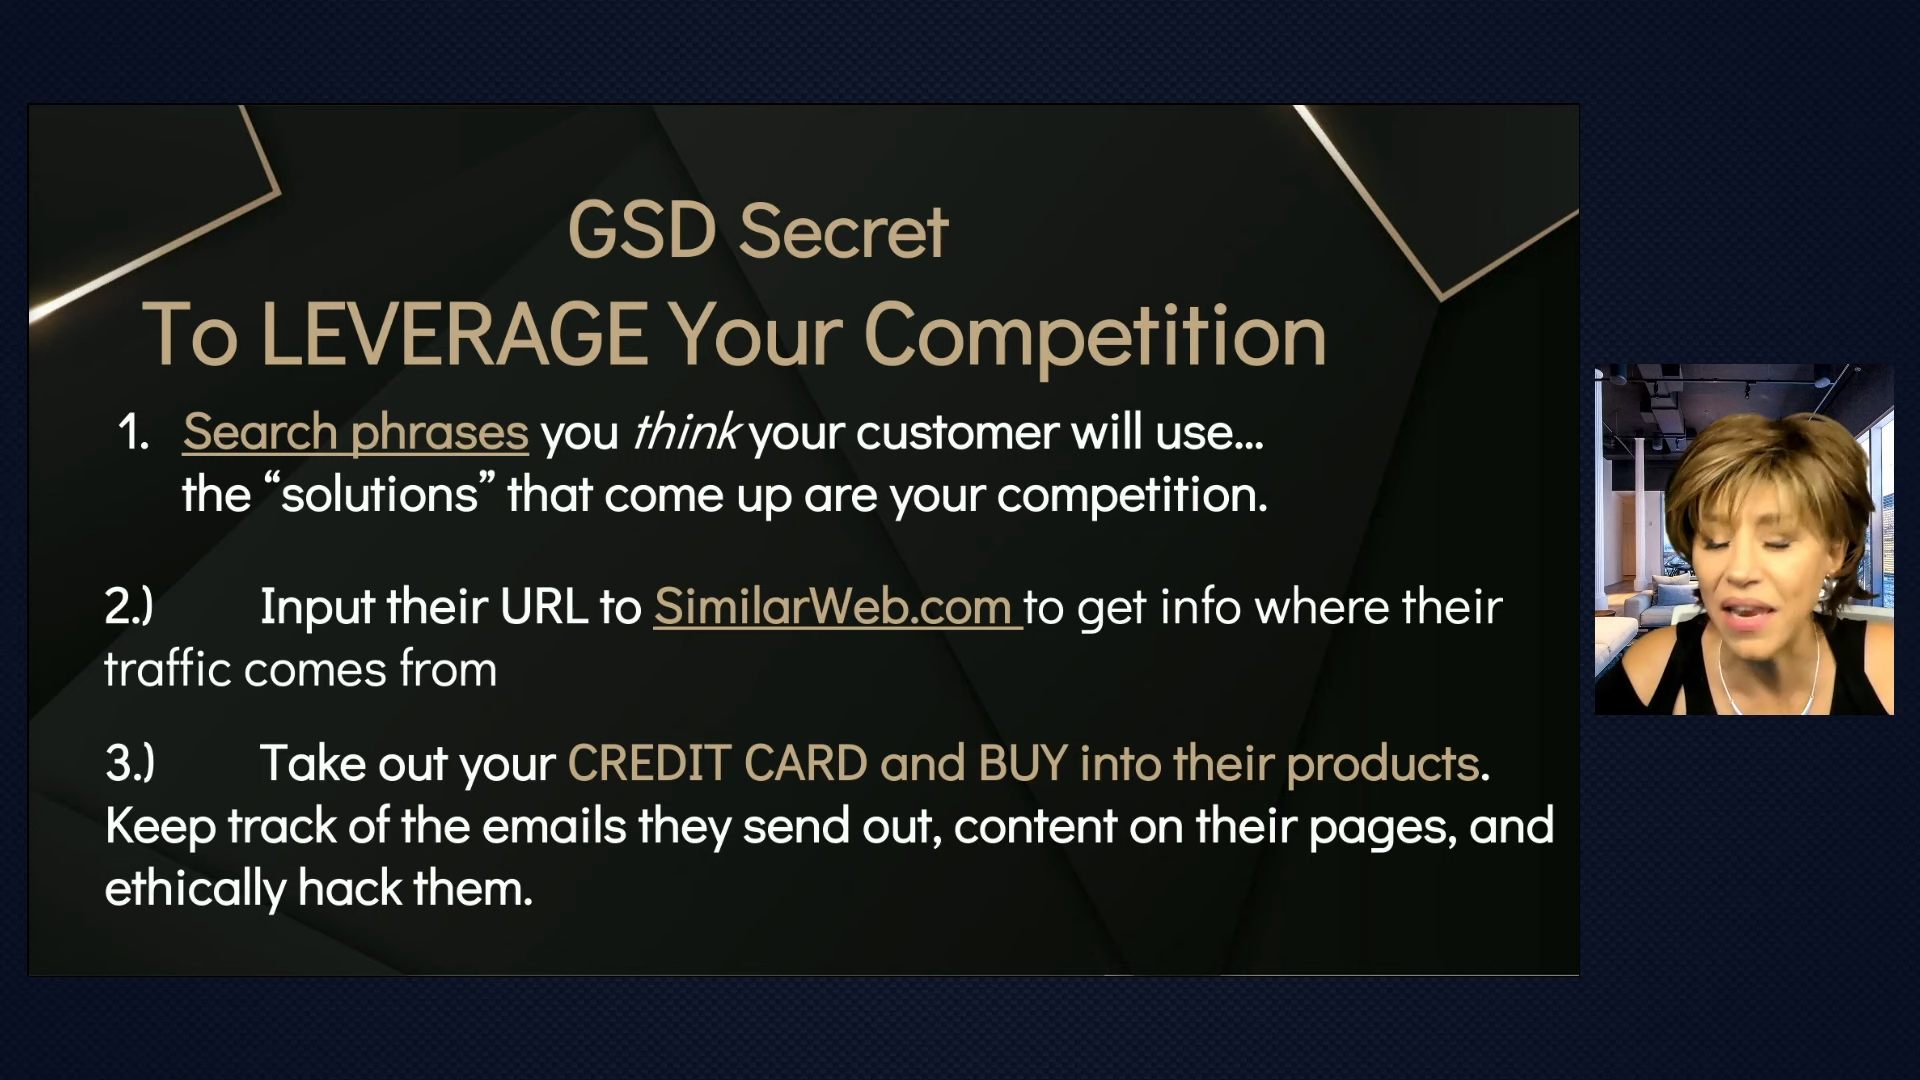 GSD Secret
To LEVERAGE Your Competition
1. Search phrases you think your customer will use...
the “solutions” that come up are your competition.
2.) Input their URL to SimilarWeb.com to get info where their
traffic comes from
3.) Take out your CREDIT CARD and BUY into their products.
Keep track of the emails they send out, content on their pages, and
ethically hack them.